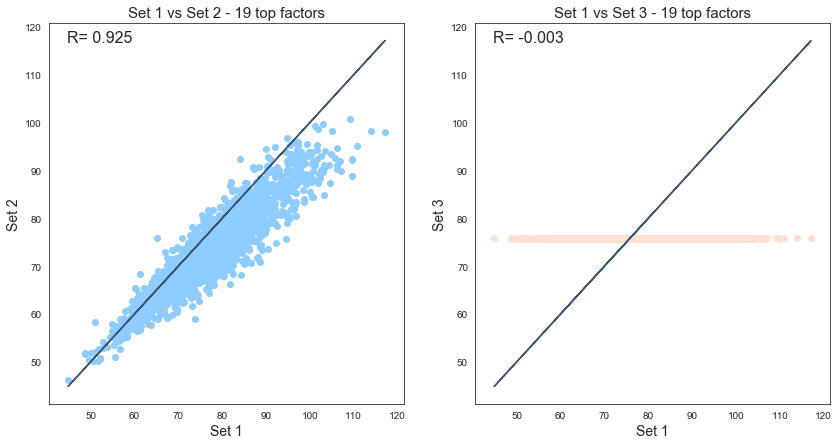 Set 1 vs Set 2 - 19 top factors
R= 0.925
120
110
100
90
80
70
60
50
Set 2
50 60 70 80 90 100 110 120
Set 1
Set 1 vs Set 3 - 19 top factors
R= -0.003
120
110
100
90
80
70
60
50
Set 3
50 60 70 80 90 100 110 120
Set 1